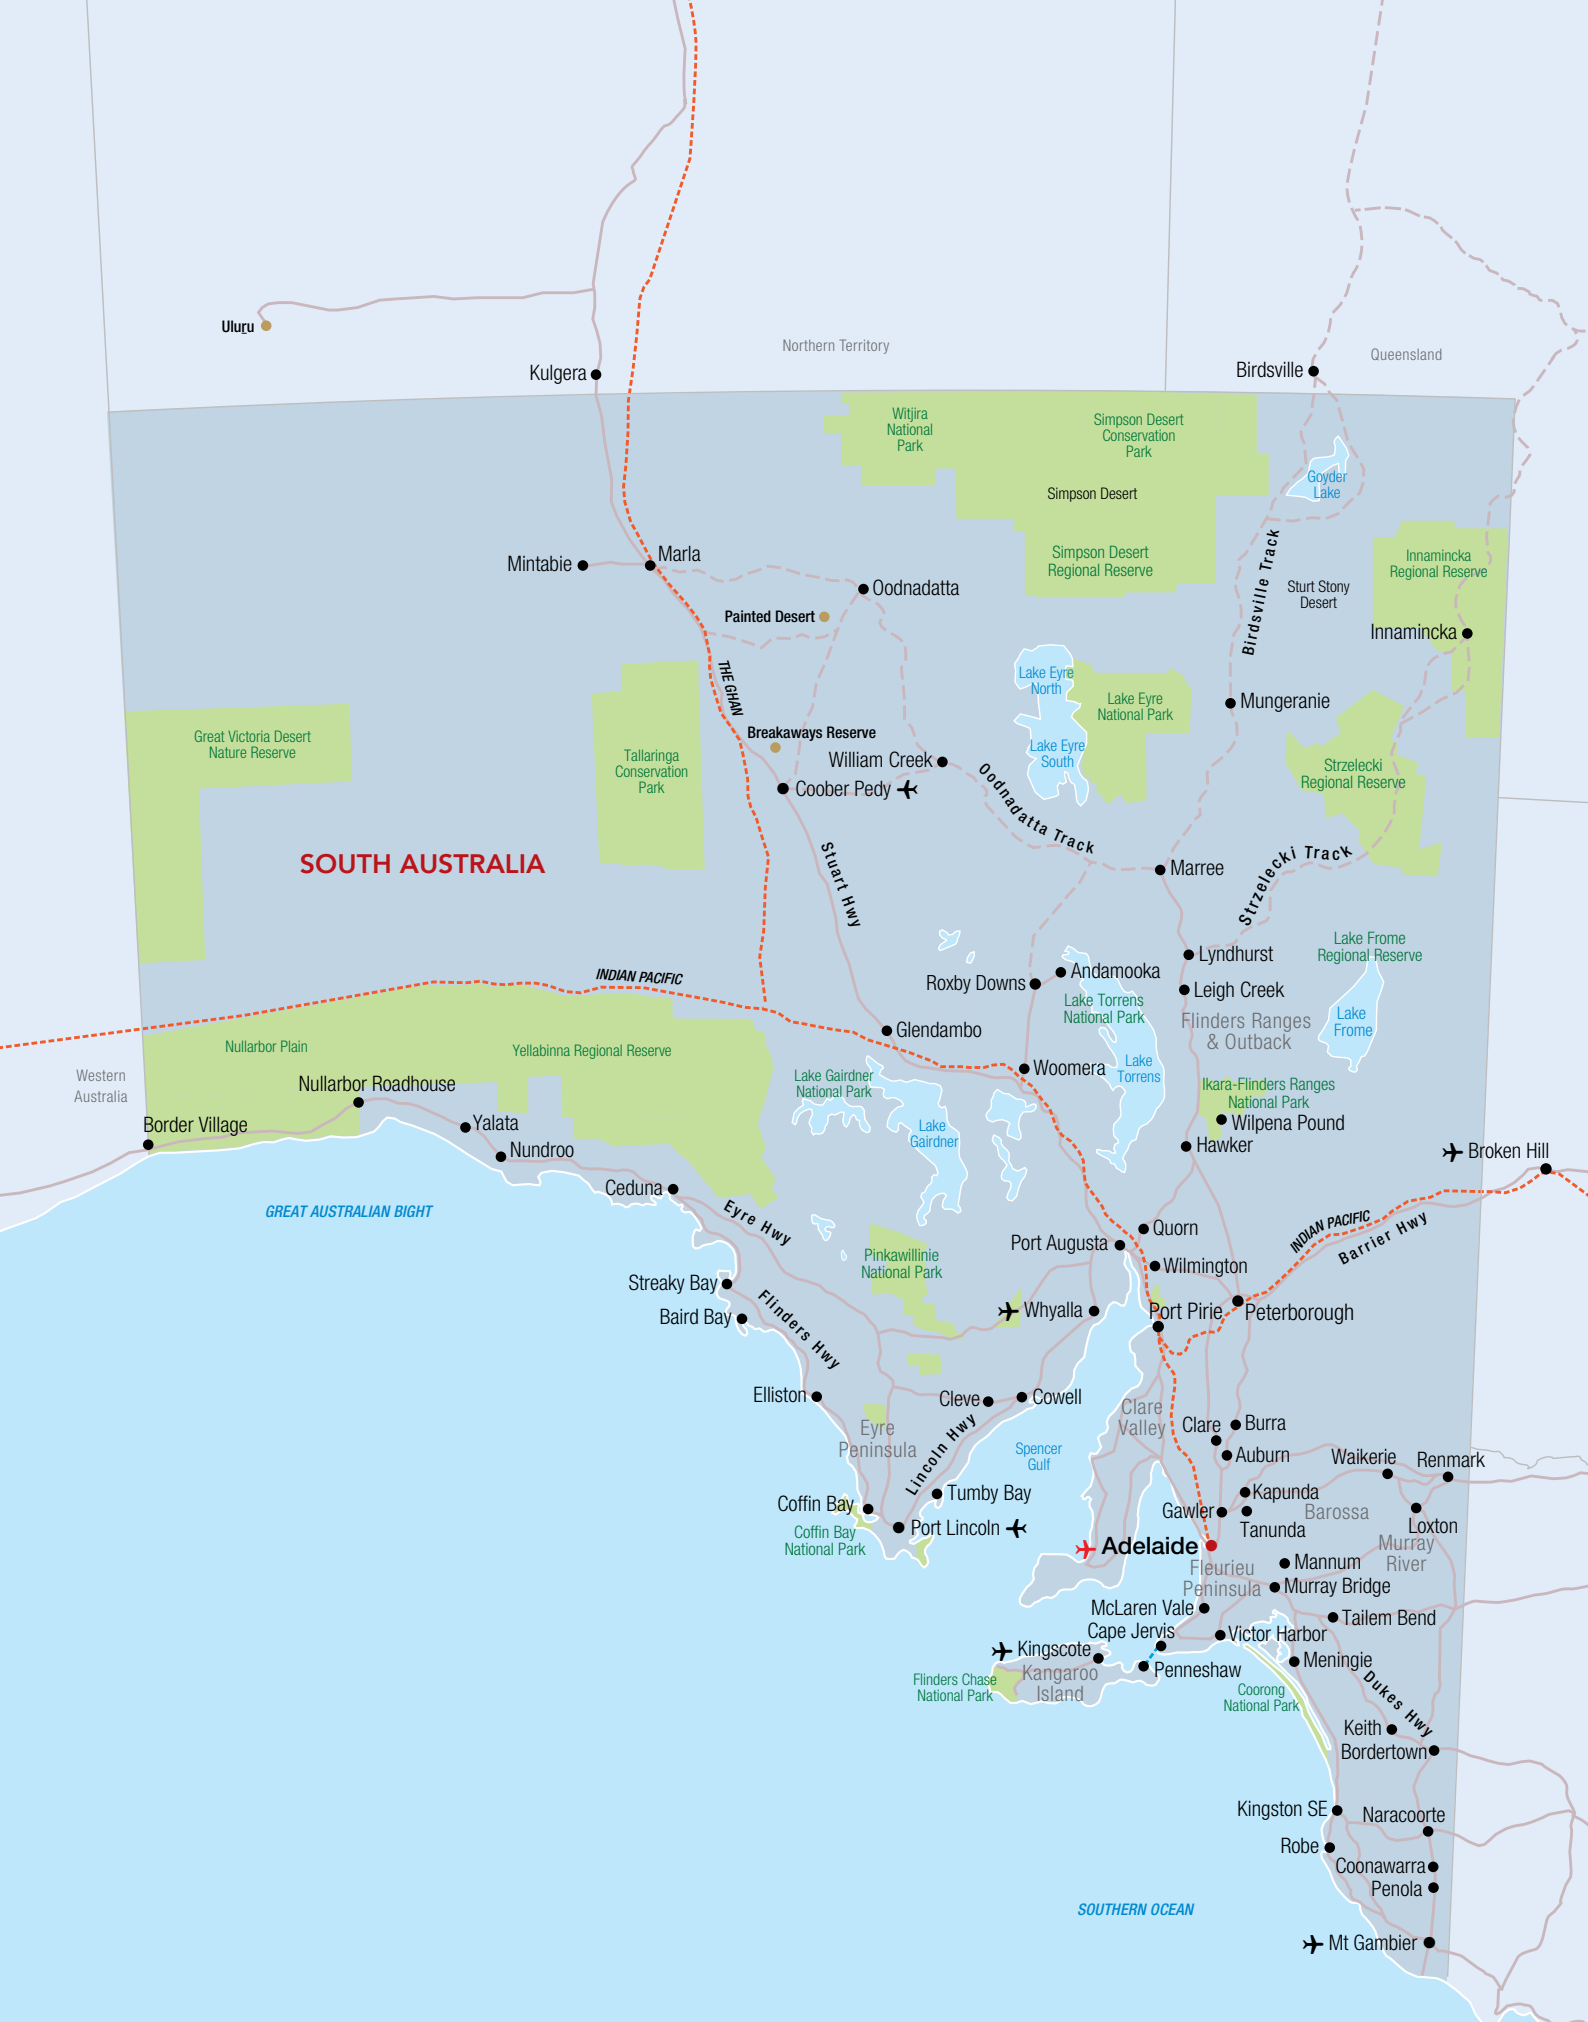 Uluru
Kulgera
Northern Territory
Birdsville
Queensland
Witjira
National
Park
Simpson Desert
Conservation
Park
Goyder
Lake
Simpson Desert
Simpson Desert
Regional Reserve
Birdsville Track
Sturt Stony
Desert
Innamincka
Regional Reserve
Innamincka
Mintabie
Marla
Oodnadatta
Painted Desert
THE GHAN
Lake Eyre
North
Lake Eyre
South
Lake Eyre
National Park
Mungeranie
Great Victoria Desert
Nature Reserve
Tallaringa
Conservation
Park
Breakaways Reserve
William Creek
Coober Pedy
Oodnadatta Track
Strzelecki
Regional Reserve
SOUTH AUSTRALIA
Stuart Hwy
Marree
Strzelecki Track
Lyndhurst
Lake Frome
Regional Reserve
INDIAN PACIFIC
Roxby Downs
Andamooka
Leigh Creek
Lake Torrens
National Park
Flinders Ranges
& Outback
Lake
Frome
Glendambo
Nullarbor Plain
Yellabinna Regional Reserve
Western
Australia
Nullarbor Roadhouse
Lake Gairdner
National Park
Woomera
Lake
Torrens
Ikara-Flinders Ranges
National Park
Wilpena Pound
Border Village
Yalata
Nundroo
Lake
Gairdner
Hawker
Broken Hill
Ceduna
GREAT AUSTRALIAN BIGHT
Eyre Hwy
Quorn
INDIAN PACIFIC
Barrier Hwy
Port Augusta
Pinkawillinie
National Park
Wilmington
Streaky Bay
Baird Bay
Flinders Hwy
Whyalla
Port Pirie
Peterborough
Elliston
Cleve
Cowell
Clare
Valley
Eyre
Peninsula
Lincoln Hwy
Spencer
Gulf
Clare
Burra
Auburn
Waikerie
Renmark
Coffin Bay
Tumby Bay
Kapunda
Gawler
Barossa
Tanunda
Loxton
Coffin Bay
National Park
Port Lincoln
Adelaide
Murray
River
Mannum
Fleurieu
Peninsula
Murray Bridge
McLaren Vale
Tailem Bend
Cape Jervis
Victor Harbor
Kingscote
Meningie
Penneshaw
Flinders Chase
National Park
Kangaroo
Island
Coorong
National Park
Dukes Hwy
Keith
Bordertown
Kingston SE
Naracoorte
Robe
Coonawarra
Penola
SOUTHERN OCEAN
Mt Gambier